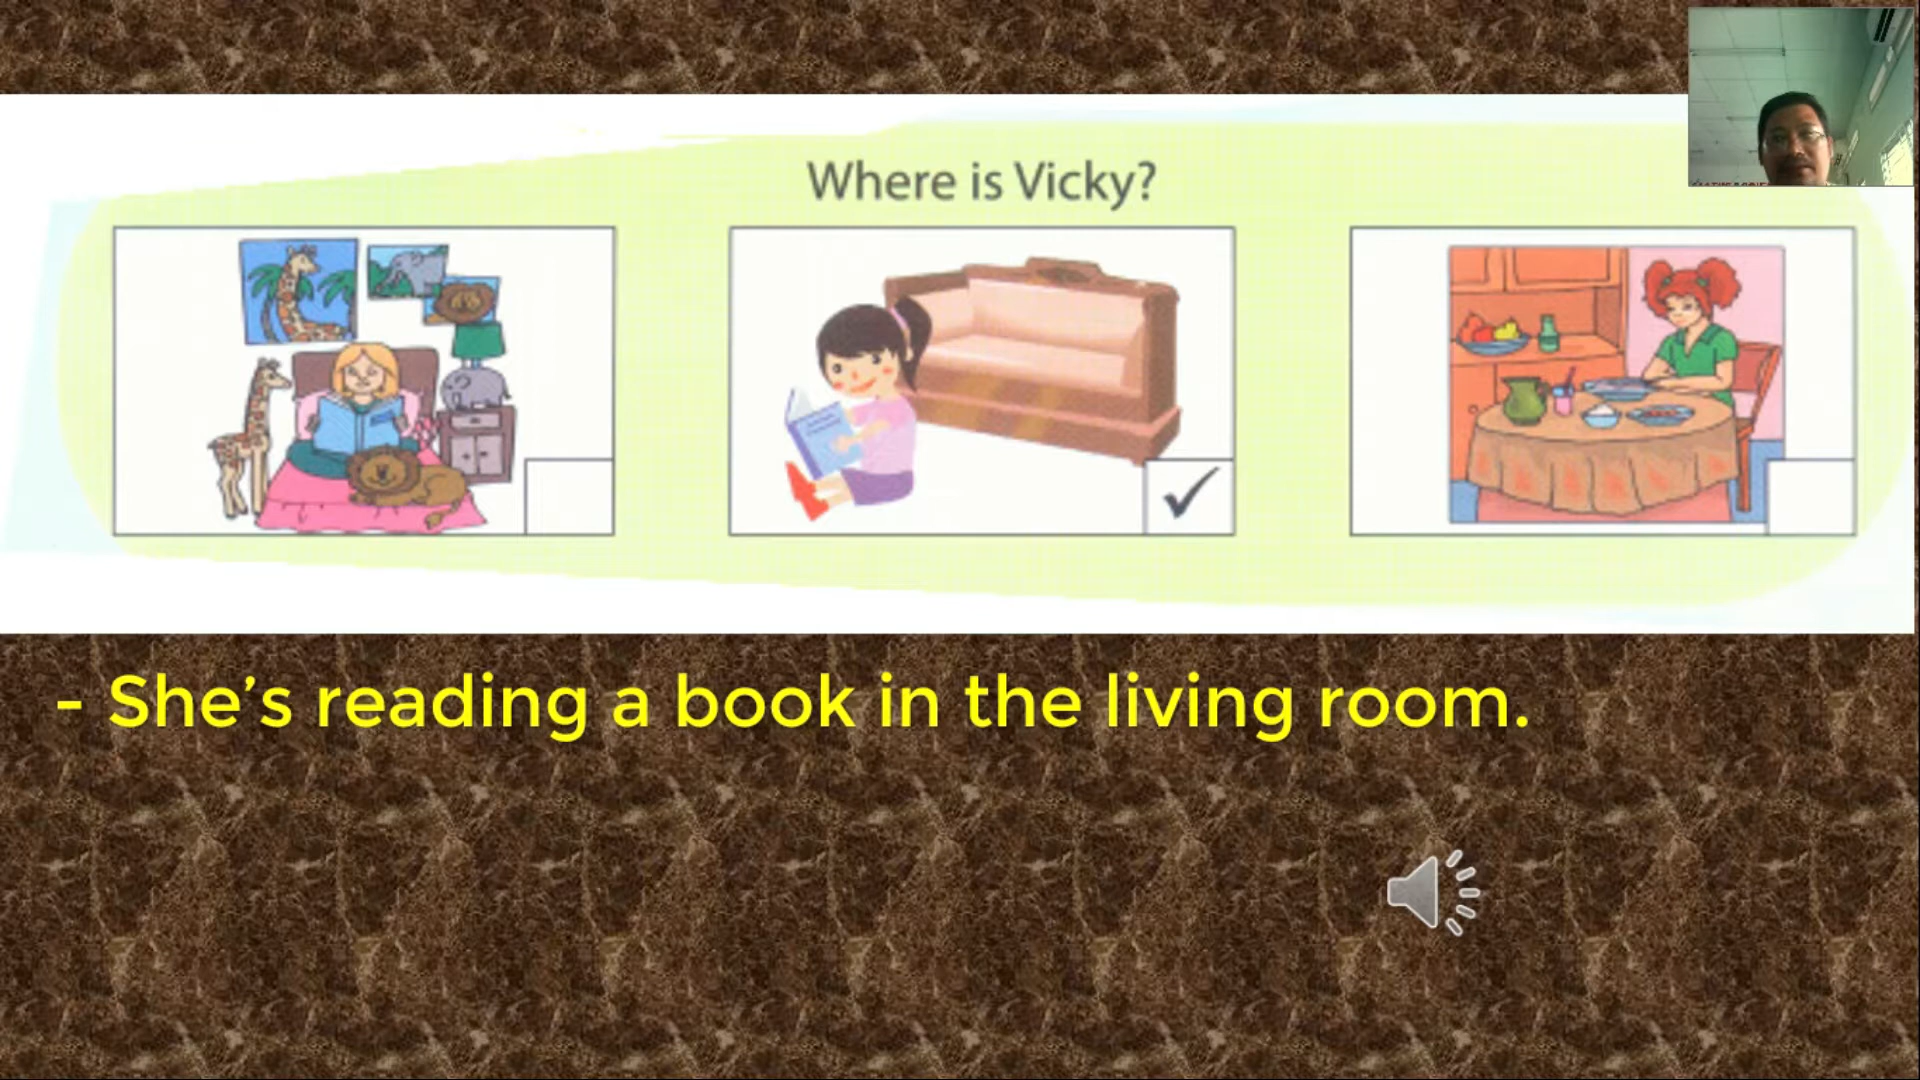 Where is Vicky?
- She’s reading a book in the living room.